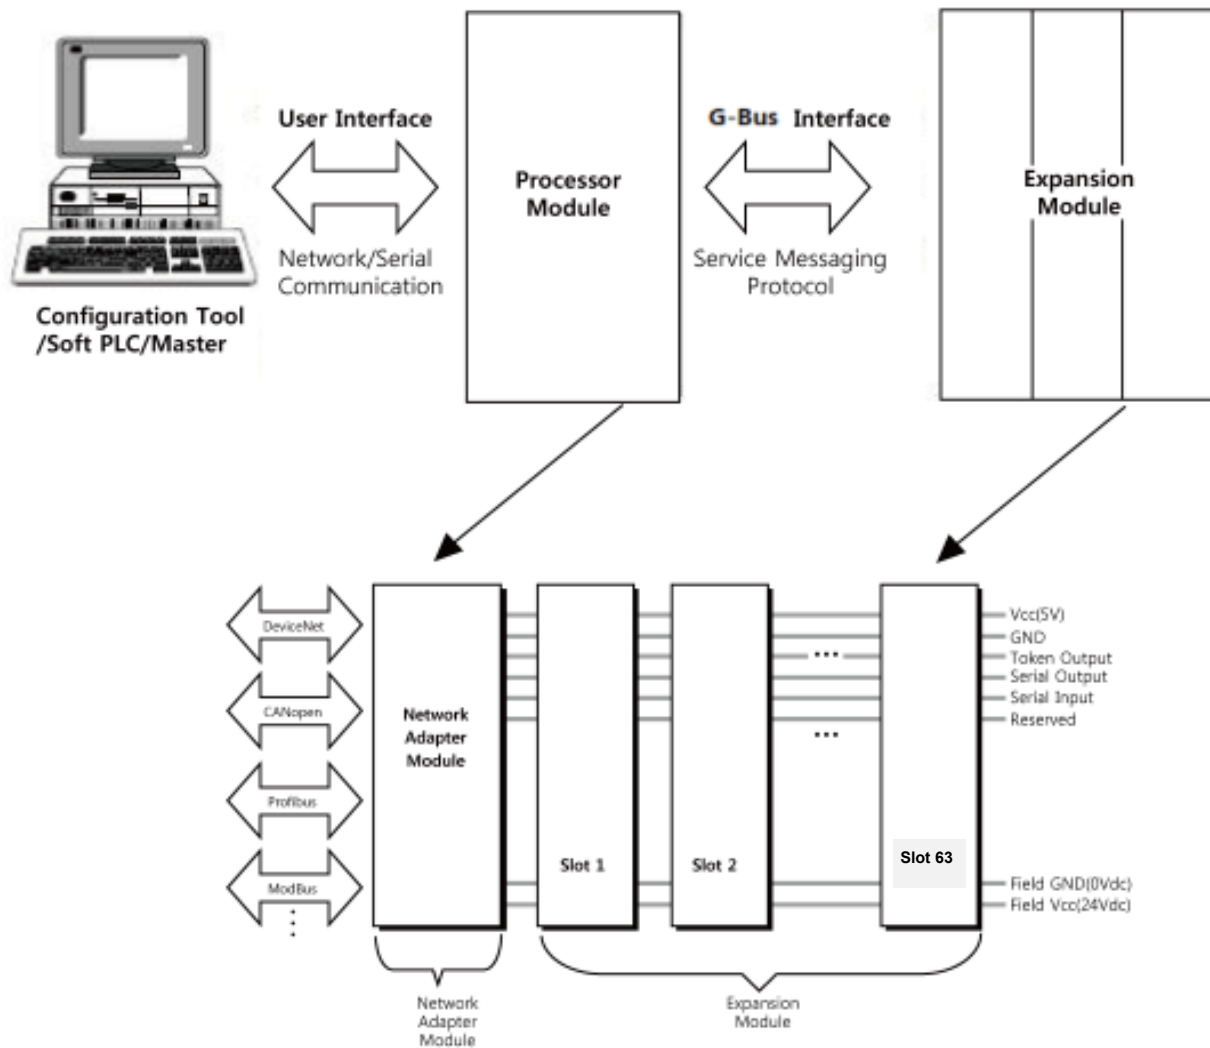 User Interface
G-Bus Interface
Processor
Module
Expansion
Module
Network/Serial
Communication
Service Messaging
Protocol
Configuration Tool
/Soft PLC/Master
DeviceNet
CANopen
Profibus
ModBus
Network
Adapter
Module
Slot 1
Slot 2
Slot 63
Vcc(5V)
GND
Token Output
Serial Output
Serial Input
Reserved
Field GND(0Vdc)
Field Vcc(24Vdc)
Network
Adapter
Module
Expansion
Module